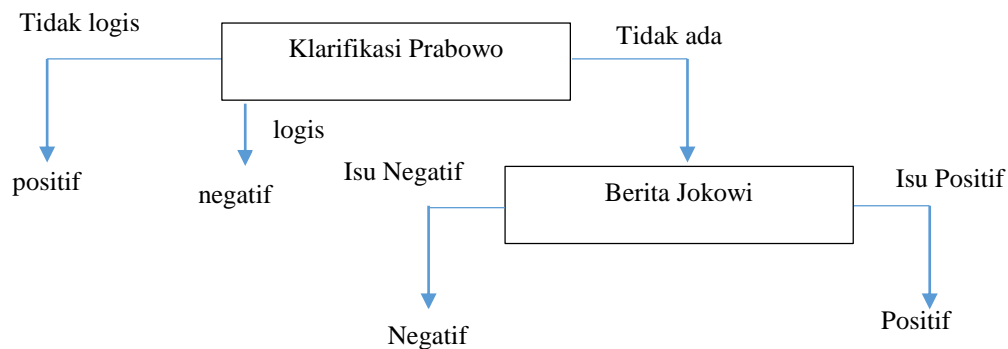 Tidak logis
Klarifikasi Prabowo
Tidak ada
logis
positif
negatif
Isu Negatif
Berita Jokowi
Isu Positif
Negatif
Positif